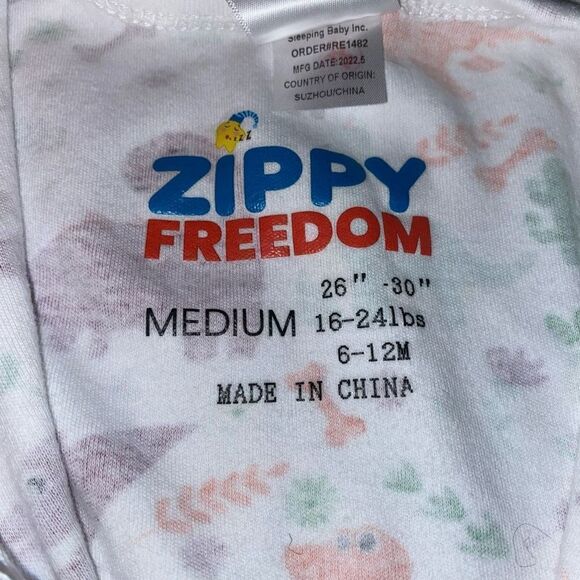 Sleeping Baby Inc.
ORDER#RE1482
MFG DATE:2022.5
COUNTRY OF ORIGIN:
SUZHOU/CHINA
zzz
ZIPPY
FREEDOM
26" -30"
MEDIUM 16-24lbs
6-12M
MADE IN CHINA